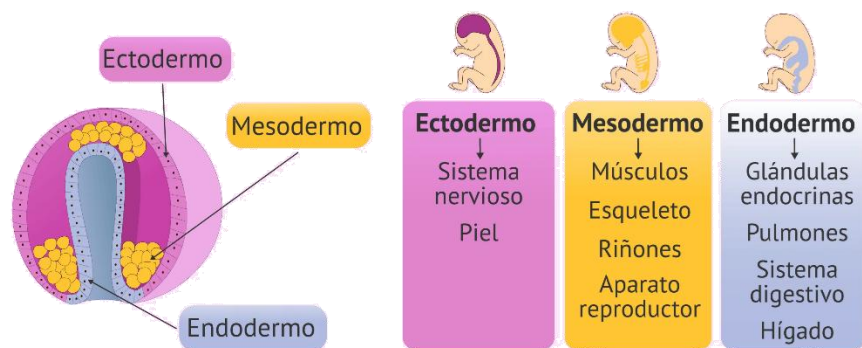 Ectodermo
Mesodermo
Endodermo
Ectodermo
Sistema
nervioso
Piel
Mesodermo
Músculos
Esqueleto
Riñones
Aparato
reproductor
Endodermo
Glándulas
endocrinas
Pulmones
Sistema
digestivo
Hígado